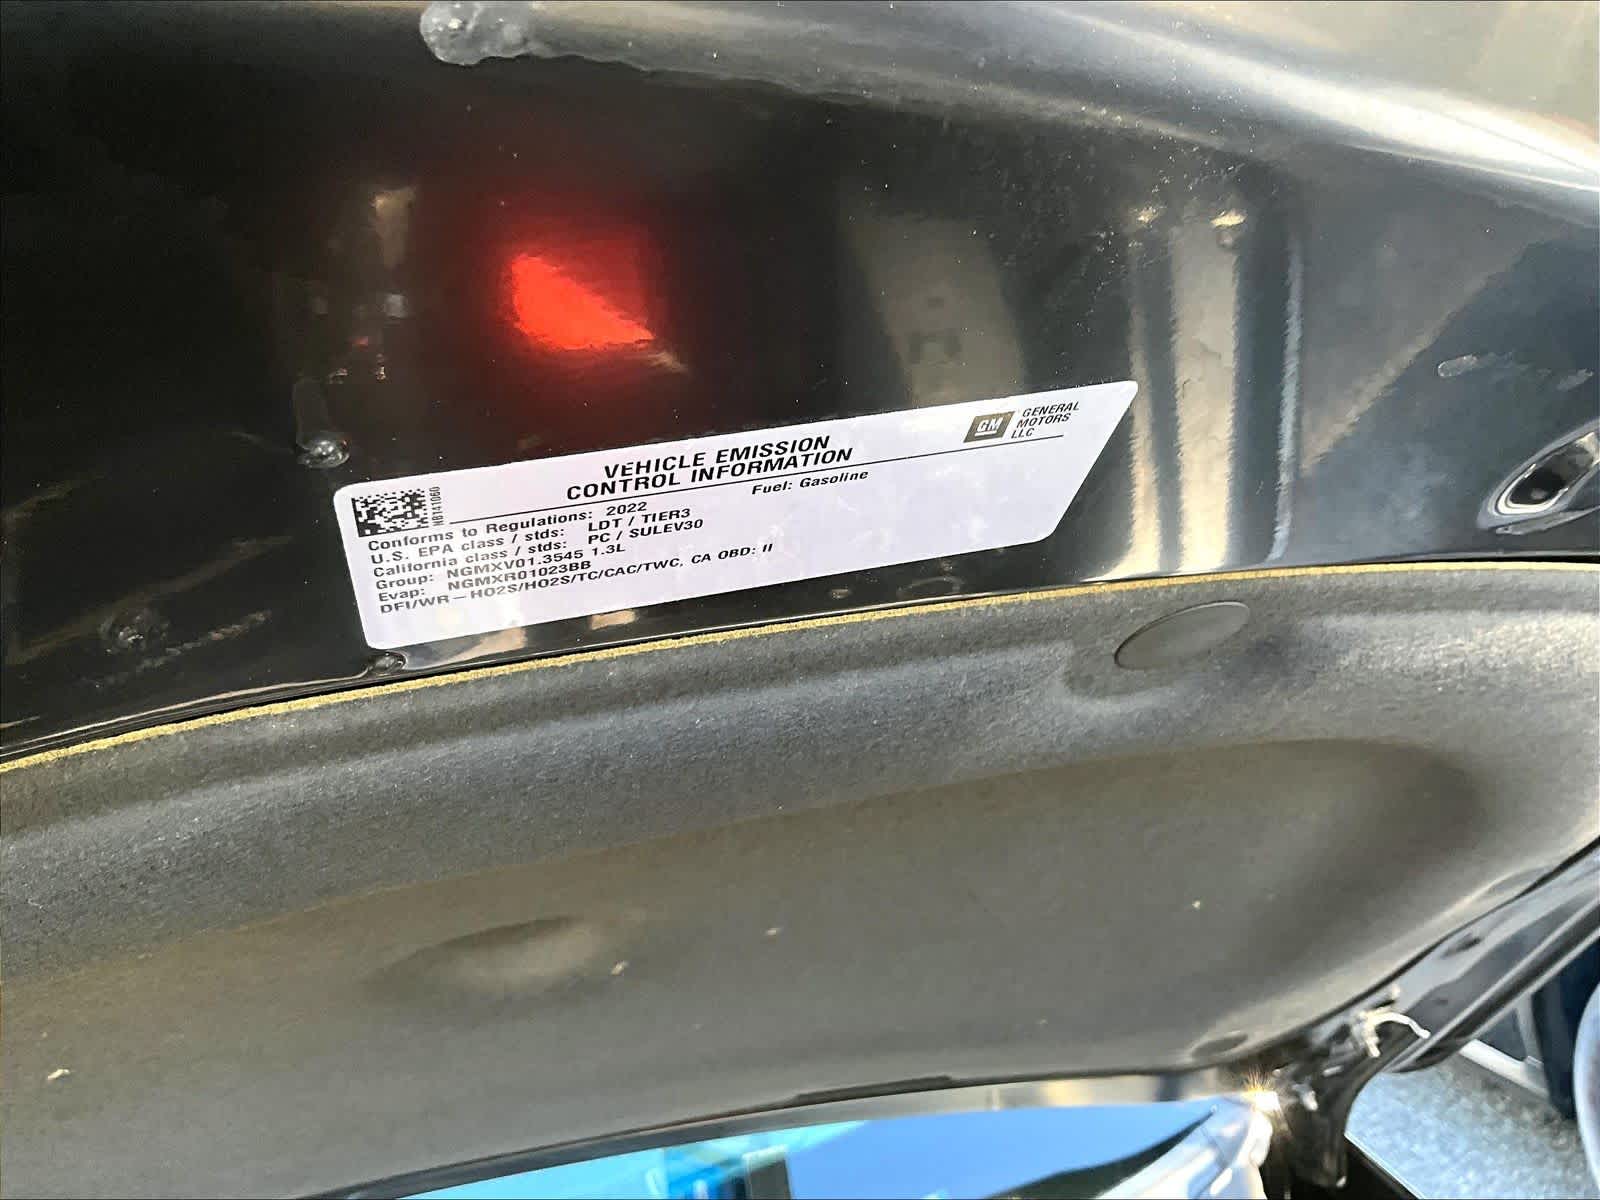 GM GENERAL
MOTORS
LLC
VEHICLE EMISSION
CONTROL INFORMATION
NB141060
Conforms to Regulations: 2022 Fuel: Gasoline
U.S. EPA class / stds: LDT / TIER3
California class / stds: PC / SULEV30
Group: NGMXV01.3545 1.3L
Evap: NGMXR01023BB
DFI/WR-HO2S/HO2S/TC/CAC/TWC, CA OBD: II